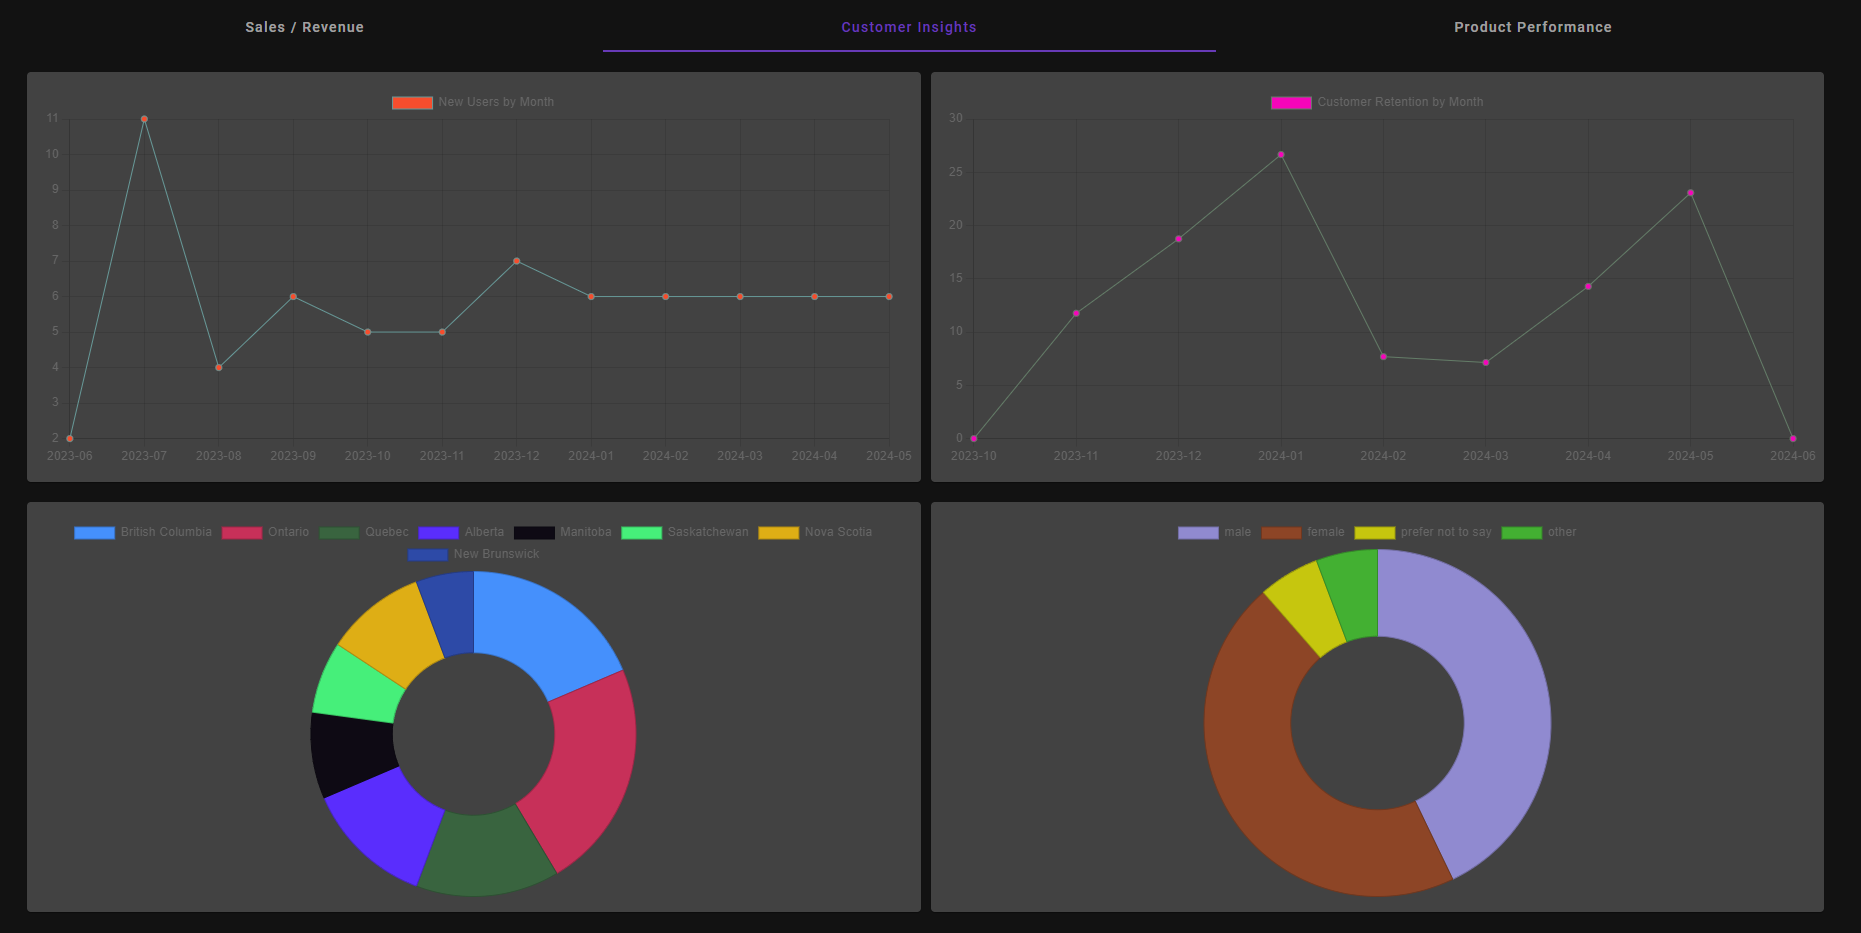 Sales / Revenue
Customer Insights
Product Performance
New Users by Month
11
10
9
8
7
6
5
4
3
2
2023-06 2023-07 2023-08 2023-09 2023-10 2023-11 2023-12 2024-01 2024-02 2024-03 2024-04 2024-05
Customer Retention by Month
30
25
20
15
10
5
0
2023-10 2023-11 2023-12 2024-01 2024-02 2024-03 2024-04 2024-05 2024-06
British Columbia Ontario Quebec Alberta Manitoba Saskatchewan Nova Scotia
New Brunswick
male female prefer not to say other